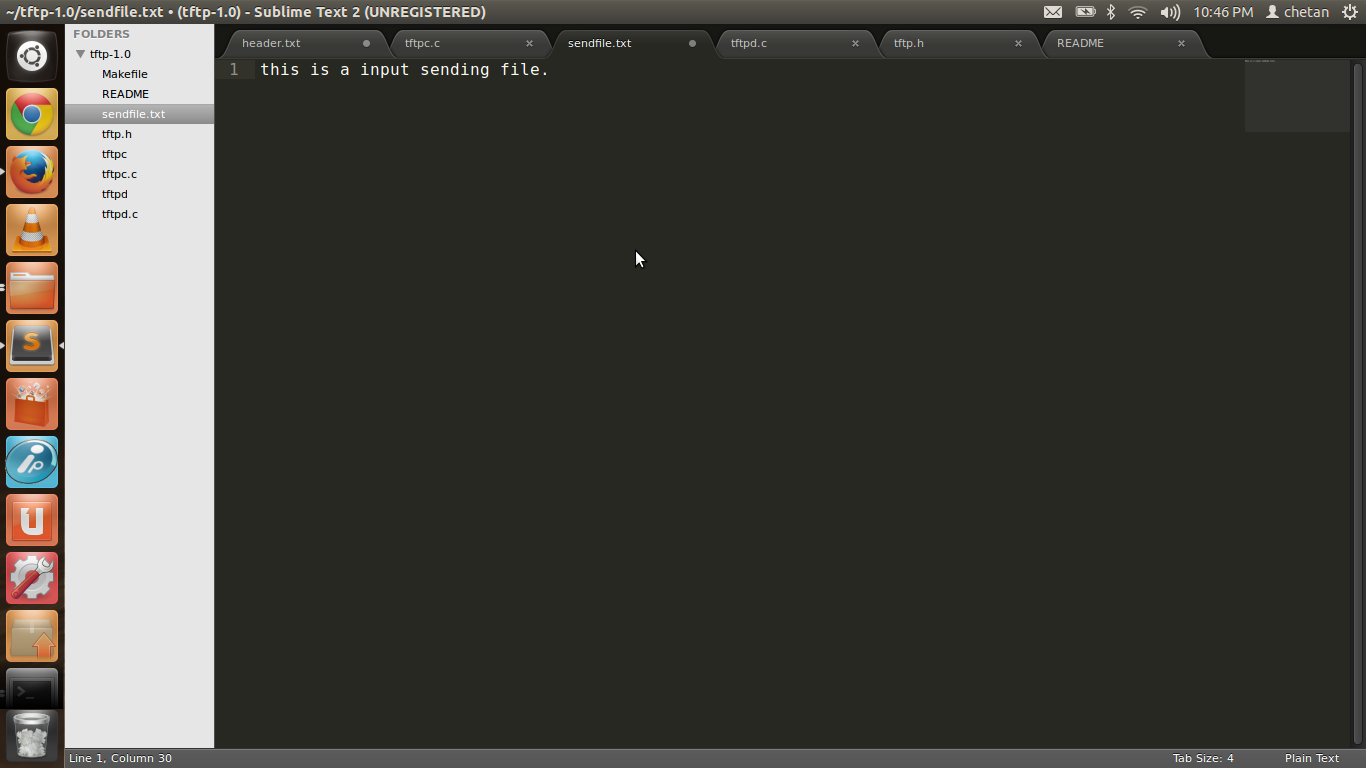 ~/tftp-1.0/sendfile.txt • (tftp-1.0) - Sublime Text 2 (UNREGISTERED)
10:46 PM chetan
FOLDERS
tftp-1.0
Makefile
README
sendfile.txt
tftp.h
tftpc
tftpc.c
tftpd
tftpd.c
header.txt tftpc.c sendfile.txt tftpd.c tftp.h README
1 this is a input sending file.
Line 1, Column 30
Tab Size: 4 Plain Text